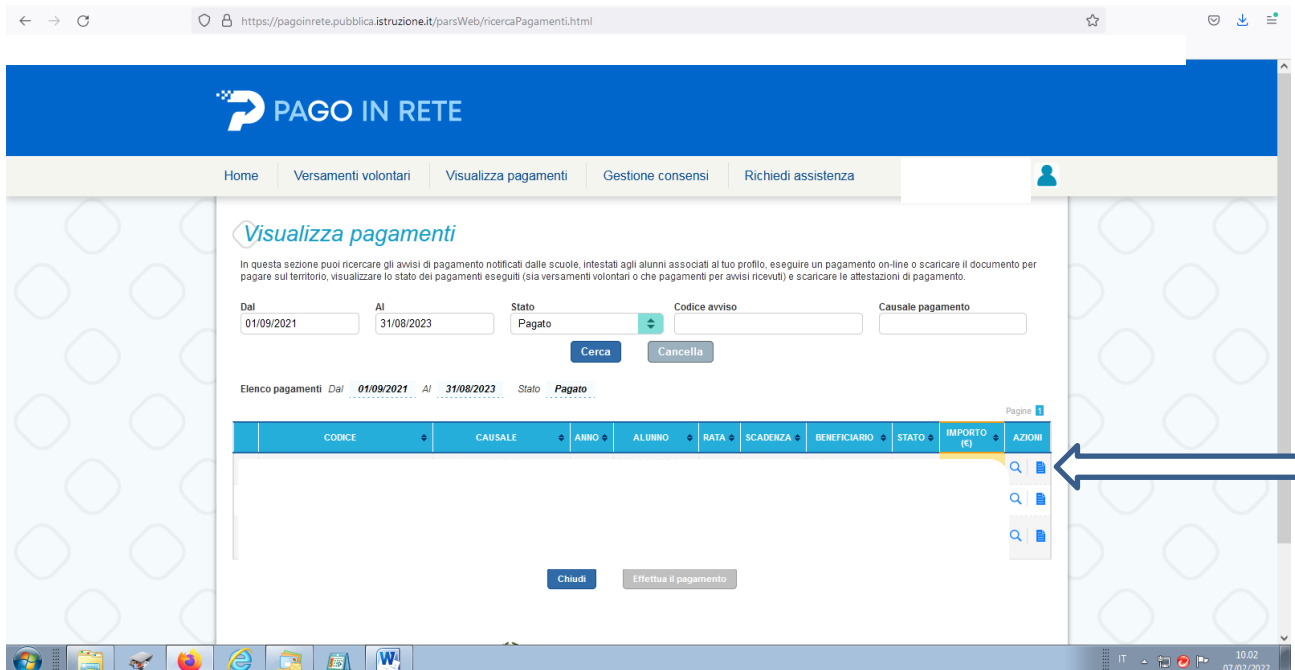 https://pagoinrete.pubblica.istruzione.it/parsWeb/ricercaPagamenti.html
PAGO IN RETE
Home Versamenti volontari Visualizza pagamenti Gestione consensi Richiedi assistenza
Visualizza pagamenti
In questa sezione puoi ricercare gli avvisi di pagamento notificati dalle scuole, intestati agli alunni associati al tuo profilo, eseguire un pagamento on-line o scaricare il documento per
pagare sul territorio, visualizzare lo stato dei pagamenti eseguiti (sia versamenti volontari o che pagamenti per avvisi ricevuti) e scaricare le attestazioni di pagamento.
Dal Al Stato Codice avviso Causale pagamento
01/09/2021 31/08/2023 Pagato
Cerca Cancella
Elenco pagamenti Dal 01/09/2021 Al 31/08/2023 Stato Pagato
Pagine 1
CODICE CAUSALE ANNO ALUNNO RATA SCADENZA BENEFICIARIO STATO IMPORTO (€) AZIONI
Chiudi Effettua il pagamento
IT 10.02
07/02/2022